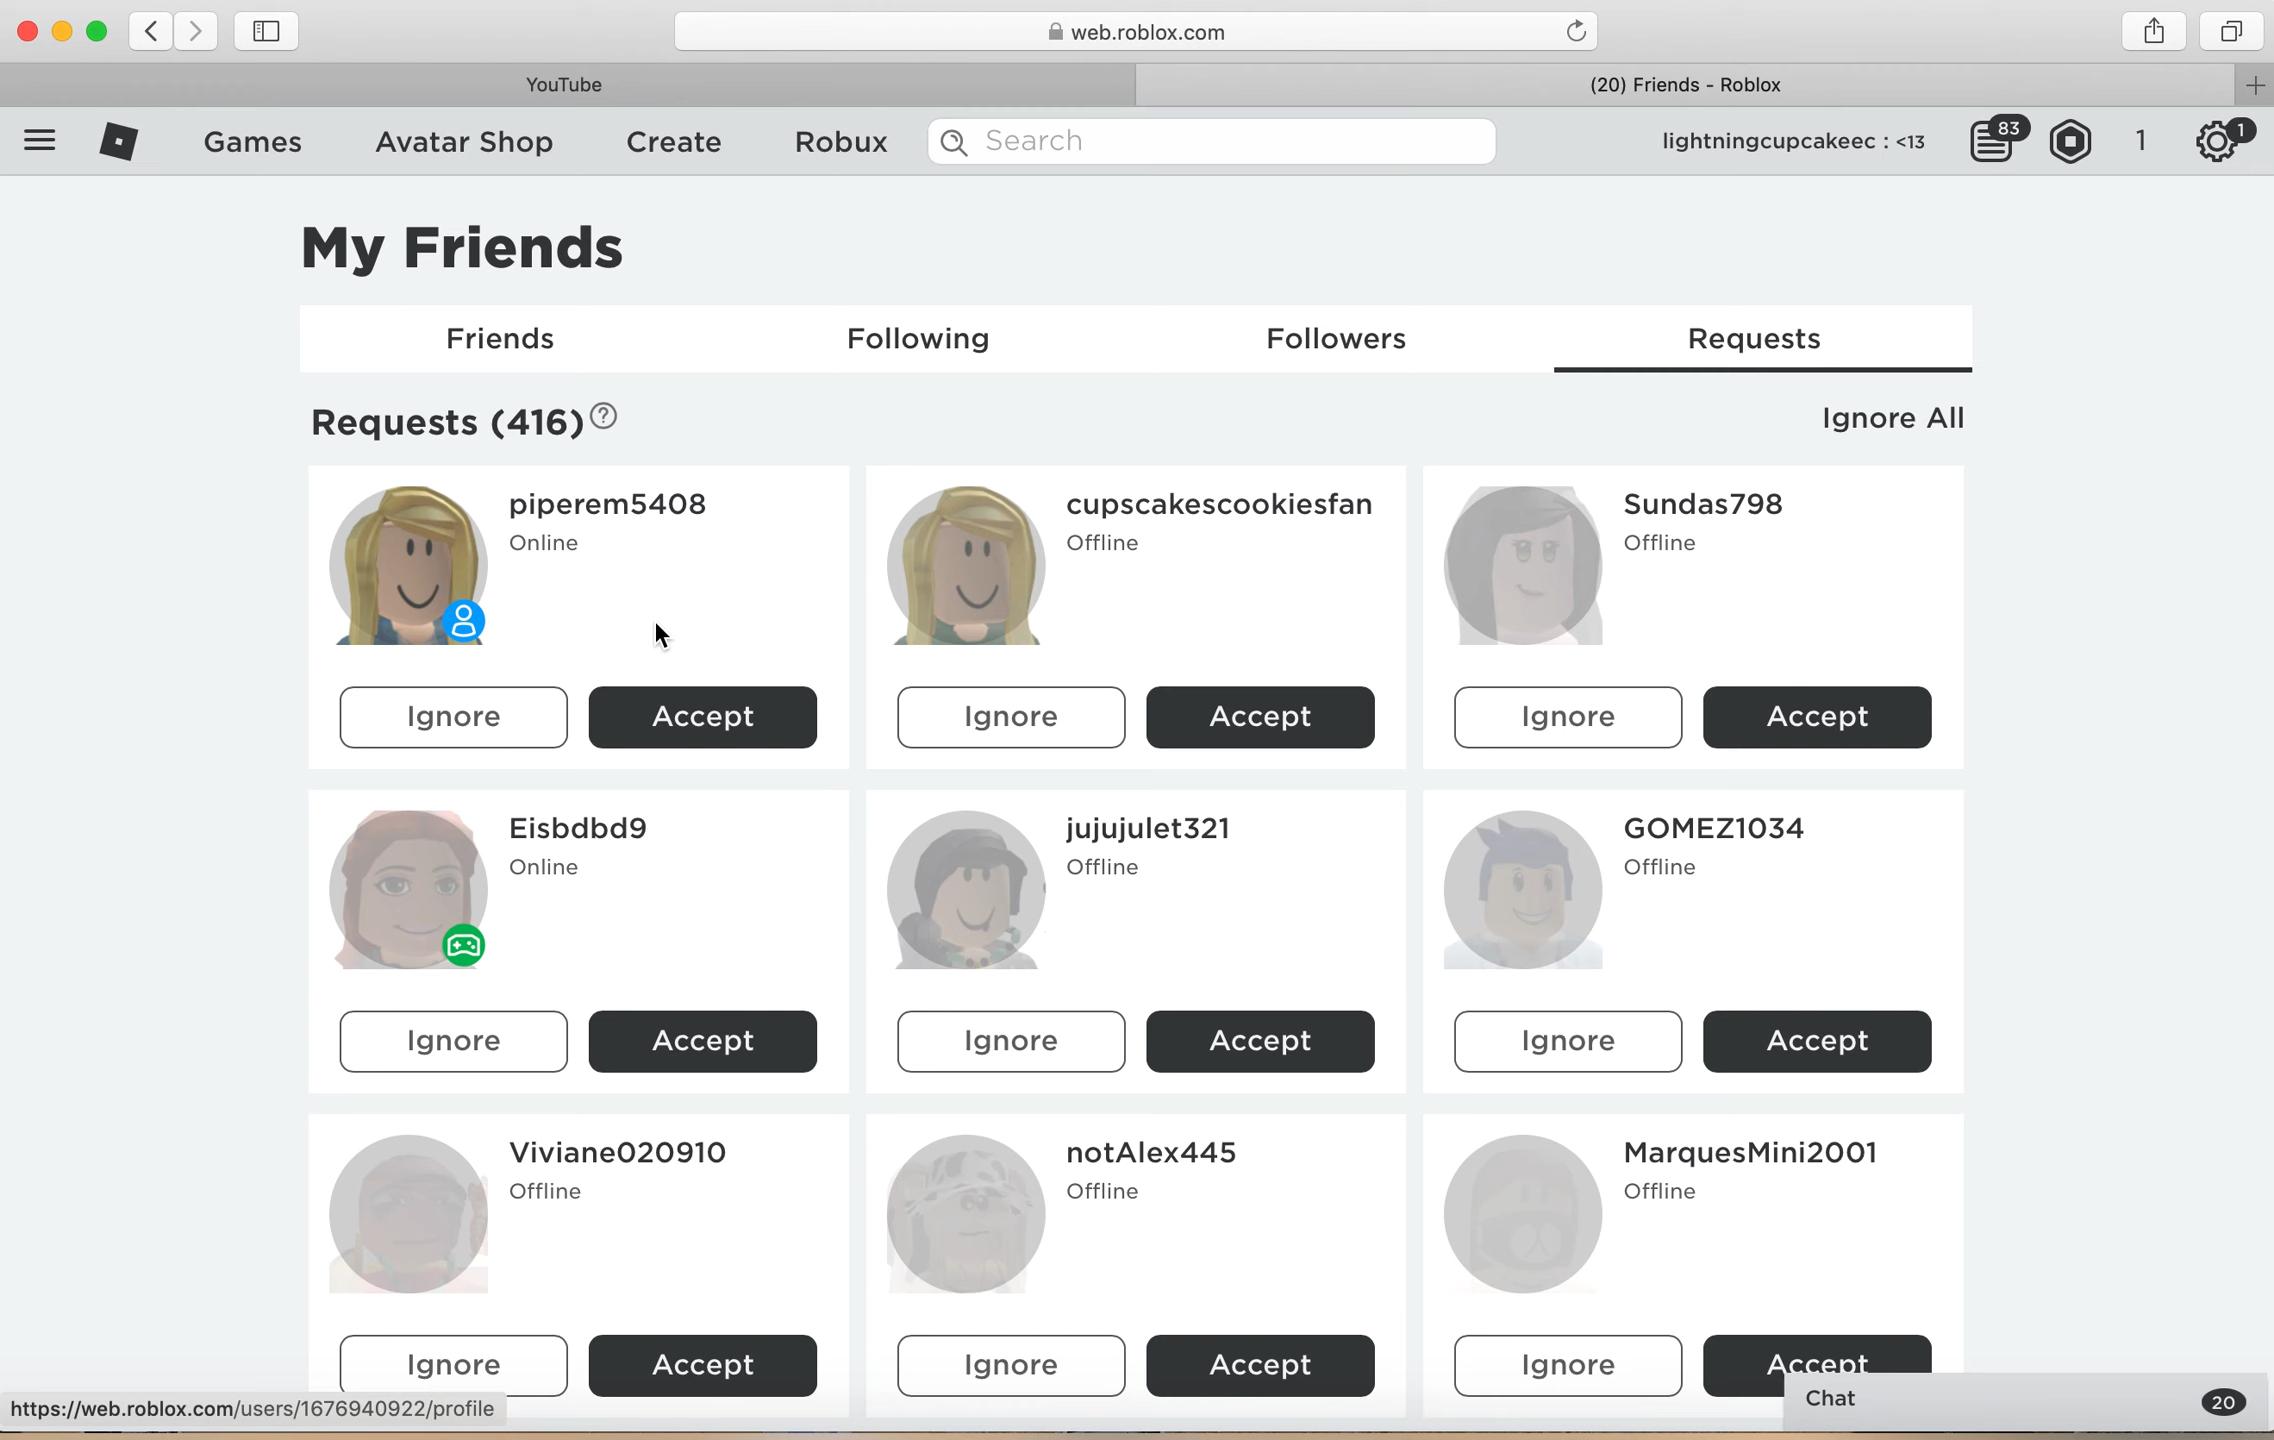 web.roblox.com
YouTube
(20) Friends - Roblox
Games Avatar Shop Create Robux Search lightningcupcakeec : <13 83 1 1
My Friends
Friends Following Followers Requests
Requests (416) ? Ignore All
piperem5408 cupscakescookiesfan Sundas798
Online Offline Offline
Ignore Accept Ignore Accept Ignore Accept
Eisbdbd9 jujujulet321 GOMEZ1034
Online Offline Offline
Ignore Accept Ignore Accept Ignore Accept
Viviane020910 notAlex445 MarquesMini2001
Offline Offline Offline
Ignore Accept Ignore Accept Ignore Accept
https://web.roblox.com/users/1676940922/profile Chat 20